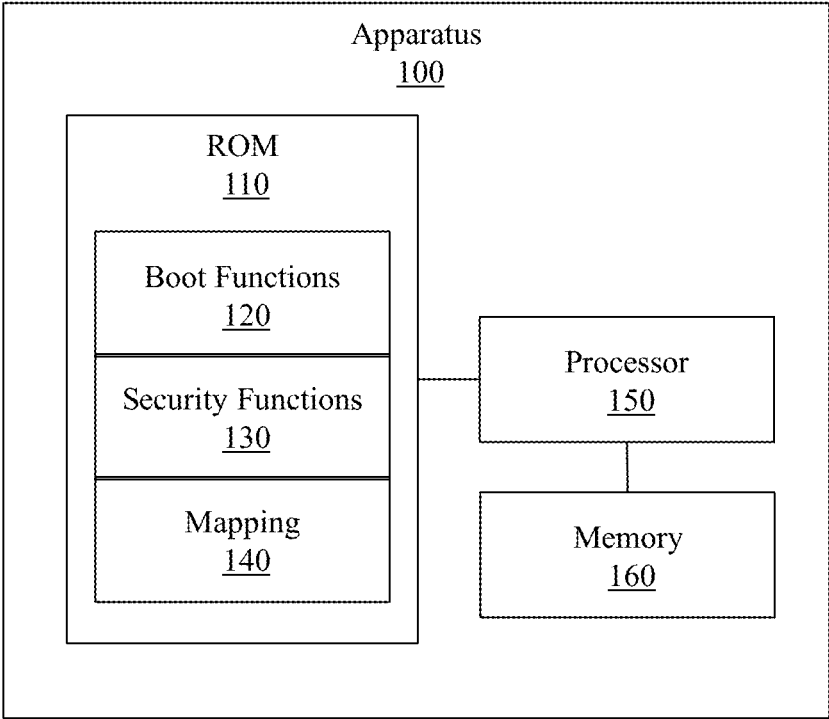 Apparatus
100
ROM
110
Boot Functions
120
Security Functions
130
Mapping
140
Processor
150
Memory
160